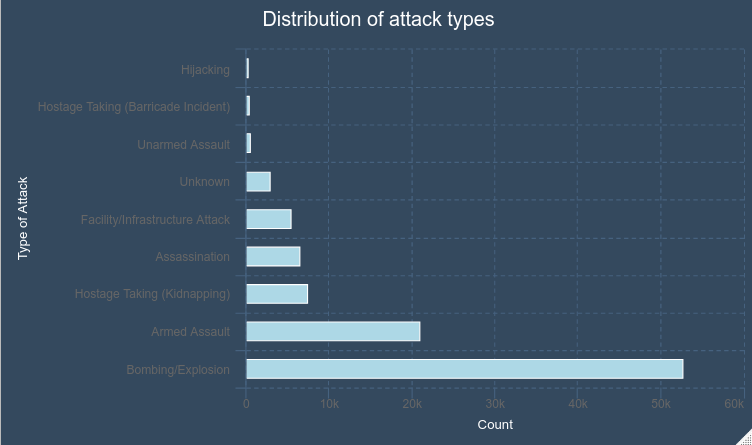 Distribution of attack types
Hijacking
Hostage Taking (Barricade Incident)
Unarmed Assault
Unknown
Facility/Infrastructure Attack
Assassination
Hostage Taking (Kidnapping)
Armed Assault
Bombing/Explosion
Type of Attack
0 10k 20k 30k 40k 50k 60k
Count